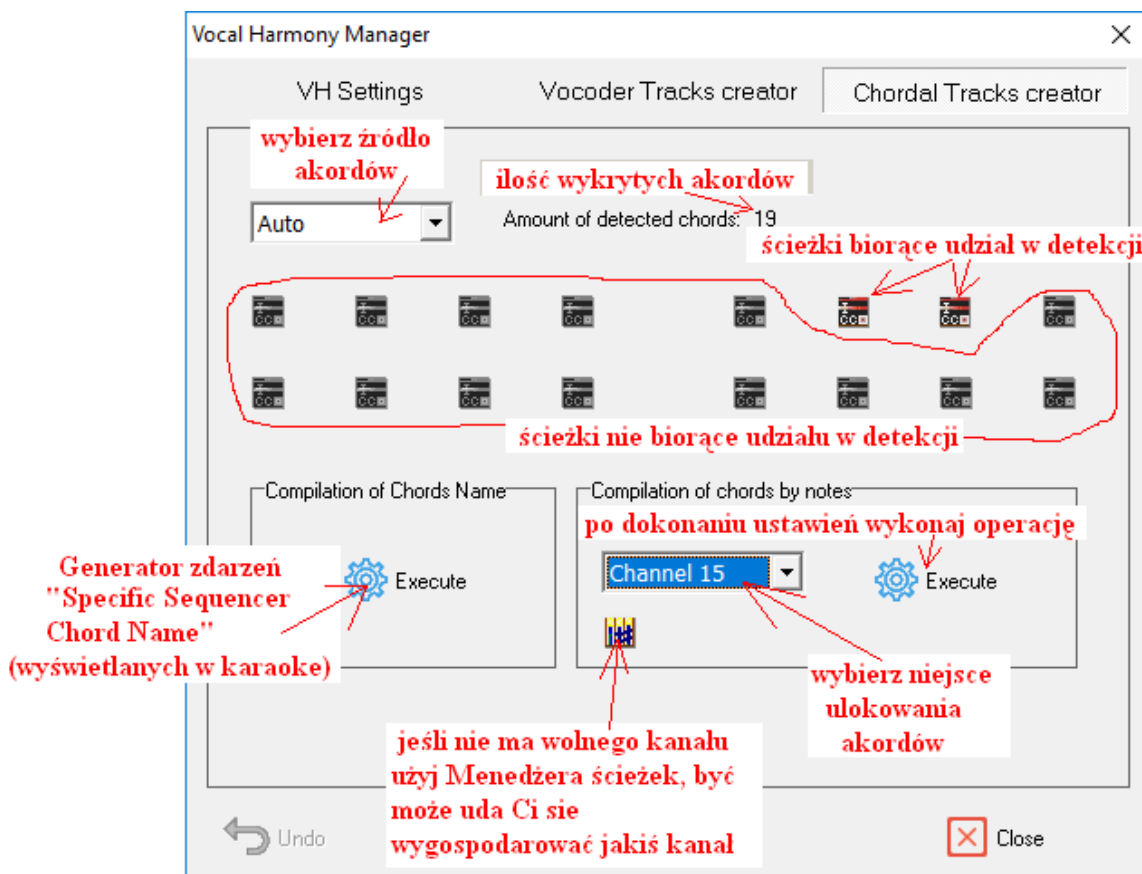 Vocal Harmony Manager
VH Settings
Vocoder Tracks creator
Chordal Tracks creator
wybierz źródło
akordów
ilość wykrytych akordów
Auto
Amount of detected chords: 19
ścieżki biorące udział w detekcji
ścieżki nie biorące udziału w detekcji
Compilation of Chords Name
Compilation of chords by notes
po dokonaniu ustawień wykonaj operację
Generator zdarzeń
"Specific Sequencer
Chord Name"
(wyświetlanych w karaoke)
Execute
Channel 15
Execute
wybierz niejsce
ulokowania
akordów
jeśli nie ma wolnego kanału
użyj Menedżera ścieżek, być
może uda Ci sie
wygospodarować jakiś kanał
Undo
Close